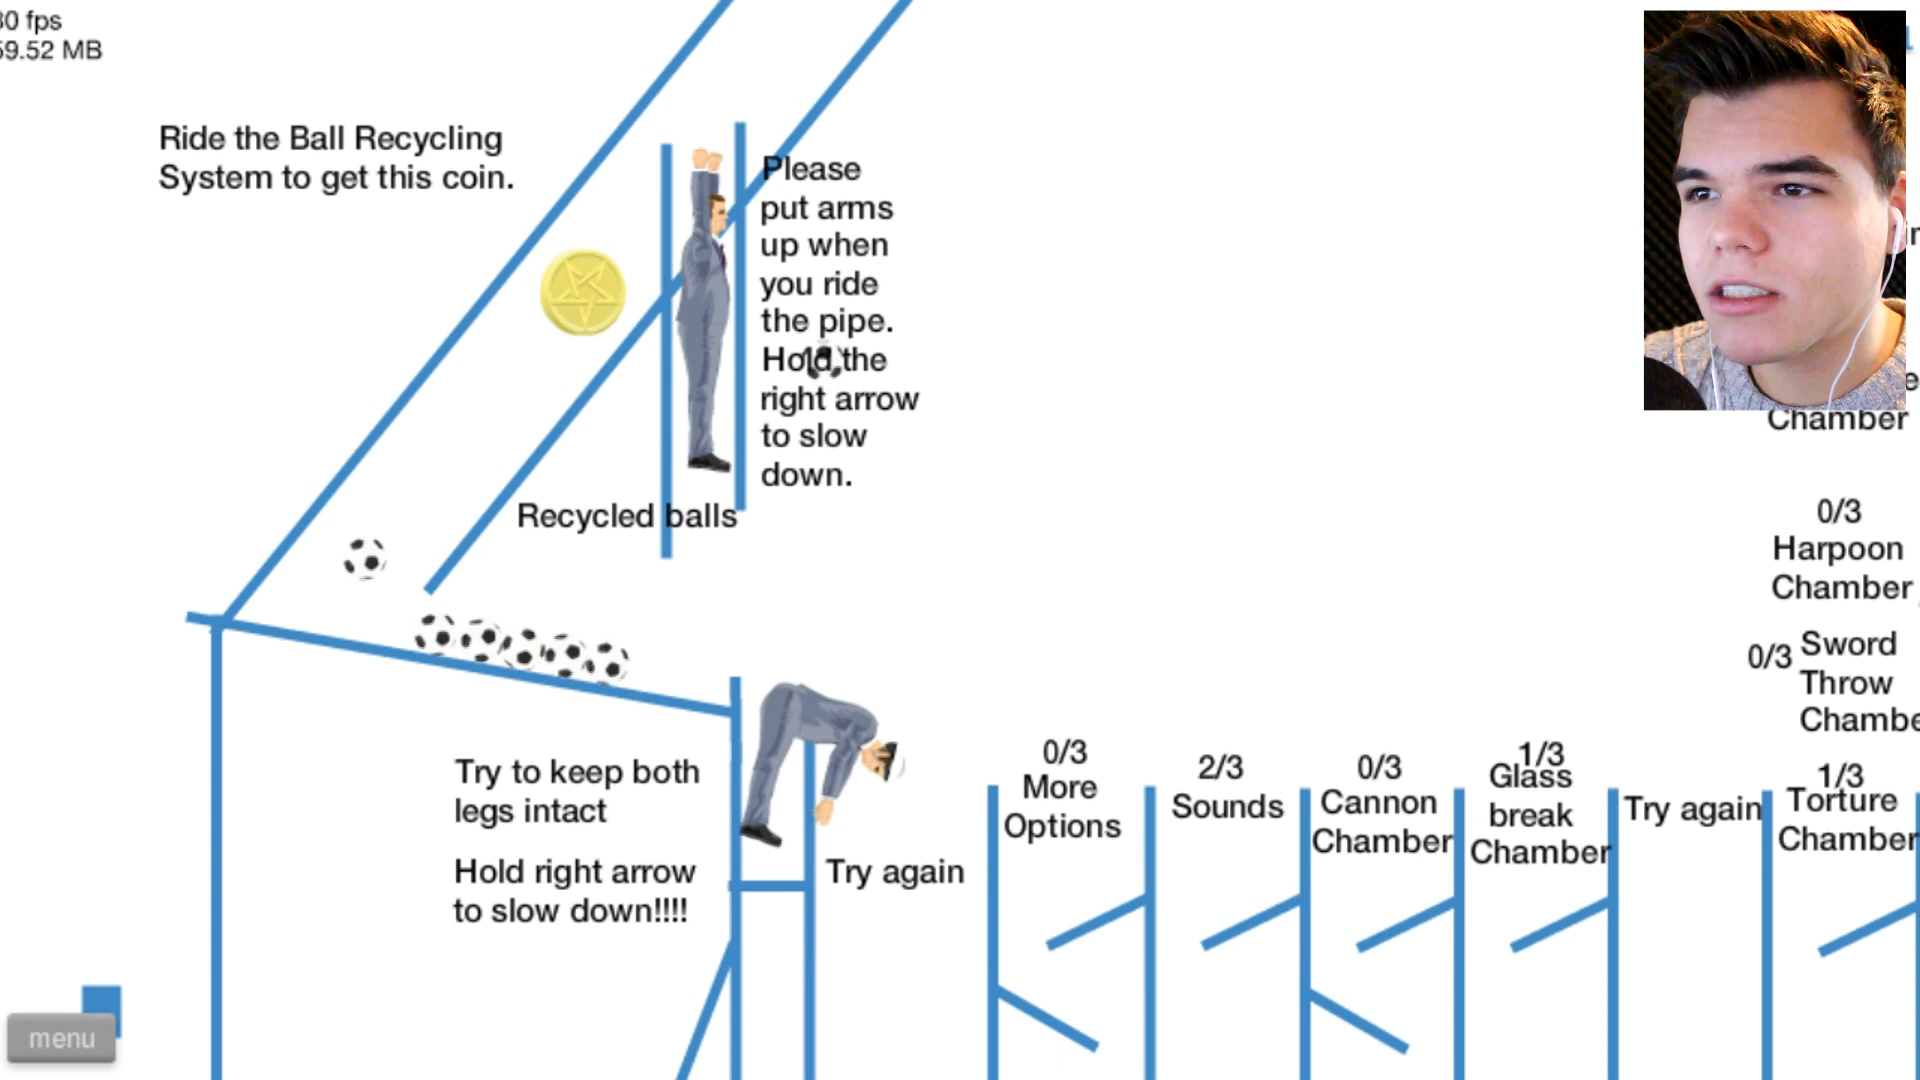 30 fps
59.52 MB
Ride the Ball Recycling
System to get this coin.
Please
put arms
up when
you ride
the pipe.
Hold the
right arrow
to slow
down.
Recycled balls
Try to keep both
legs intact
Hold right arrow
to slow down!!!!
Try again
0/3
More
Options
2/3
Sounds
0/3
Cannon
Chamber
1/3
Glass
break
Chamber
Try again
1/3
Torture
Chamber
Chamber
0/3
Harpoon
Chamber
0/3
Sword
Throw
Chambe
menu